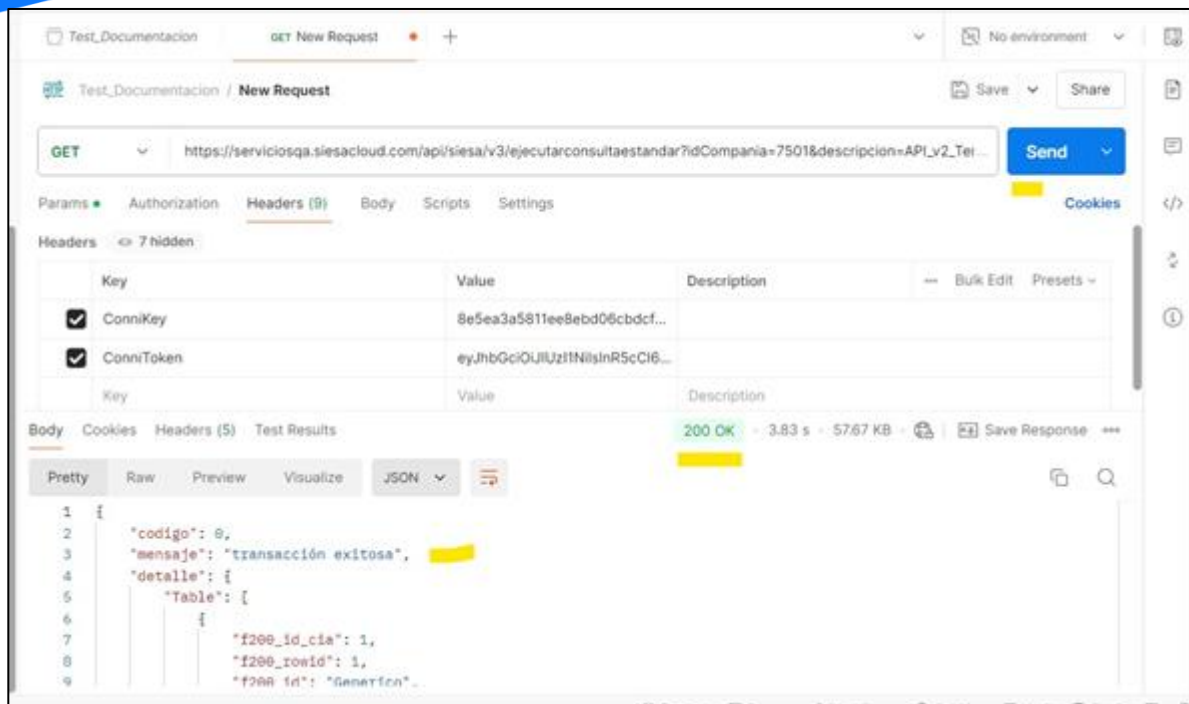 Test_Documentacion GET New Request + No environment
Test_Documentacion / New Request Save Share
GET https://serviciosqa.siesacloud.com/api/siesa/v3/ejecutarconsultaestandar?idCompania=7501&descripcion=API_v2_Ter... Send
Params Authorization Headers (9) Body Scripts Settings Cookies
Headers 7 hidden
Key Value Description Bulk Edit Presets
ConniKey 8e5ea3a5811ee8ebd06cbdcf...
ConniToken
Key Value Description
Body Cookies Headers (5) Test Results 200 OK 3.83 s 57.67 KB Save Response
Pretty Raw Preview Visualize JSON
1 {
2 "codigo": 0,
3 "mensaje": "transacción exitosa",
4 "detalle": {
5 "Table": [
6 {
7 "f200_id_cia": 1,
8 "f200_rowid": 1,
9 "f200_id": "Generico",